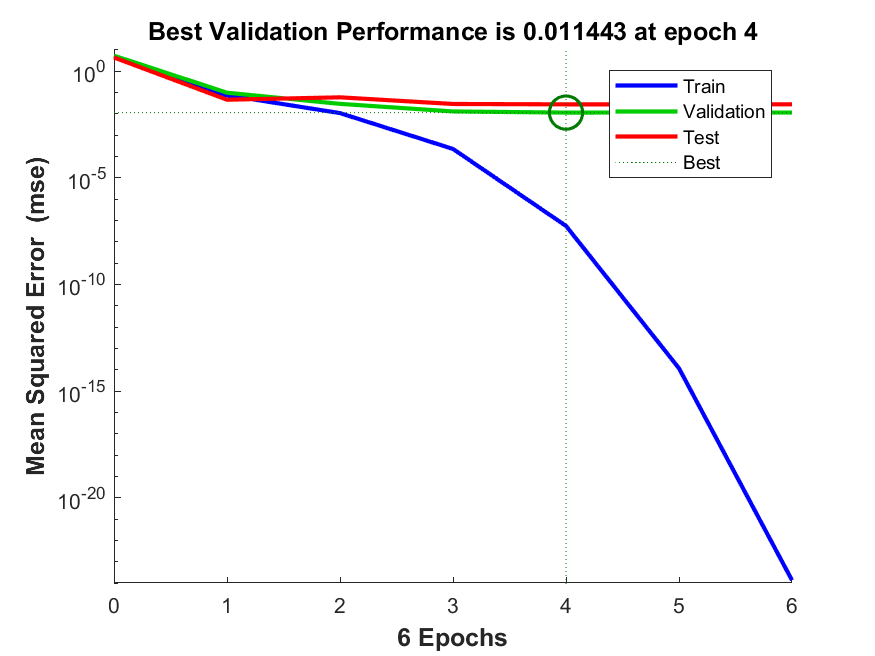 Best Validation Performance is 0.011443 at epoch 4
Mean Squared Error (mse)
10^0
10^-5
10^-10
10^-15
10^-20
Train
Validation
Test
Best
0 1 2 3 4 5 6
6 Epochs